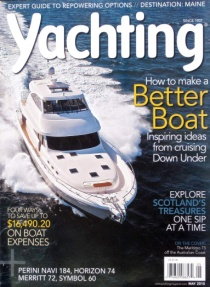 EXPERT GUIDE TO REPOWERING OPTIONS // DESTINATION: MAINE
Yachting
SINCE 1907
How to make a
Better
Boat
Inspiring ideas
from cruising
Down Under
EXPLORE
SCOTLAND'S
TREASURES
ONE SIP
AT A TIME
FOUR WAYS
TO SAVE UP TO
$16,490.20
ON BOAT
EXPENSES
ON THE COVER:
The Maritimo 73
off the Australian Coast
PERINI NAVI 184, HORIZON 74
MERRITT 72, SYMBOL 60
MAY 2010